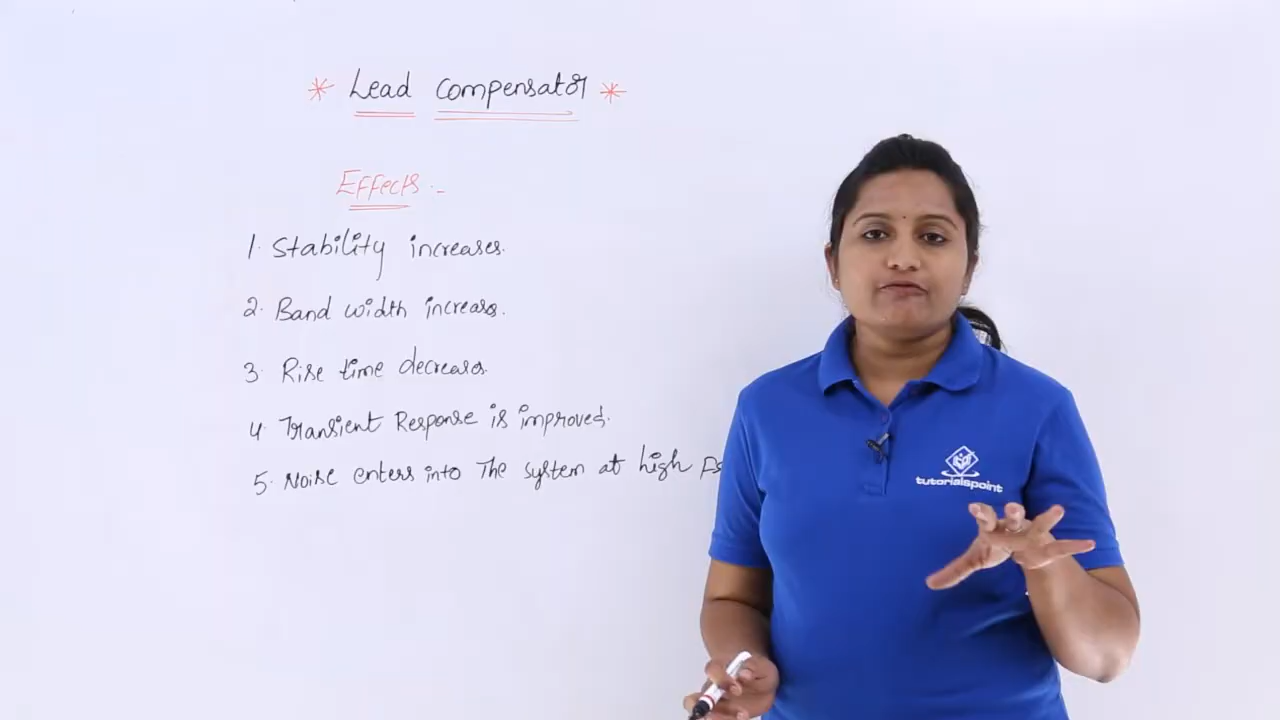 * Lead Compensator *
Effects :-
1. Stability increases.
2. Band width increases.
3. Rise time decreases.
4. Transient Response is improved.
5. Noise enters into The system at high
tutorialspoint